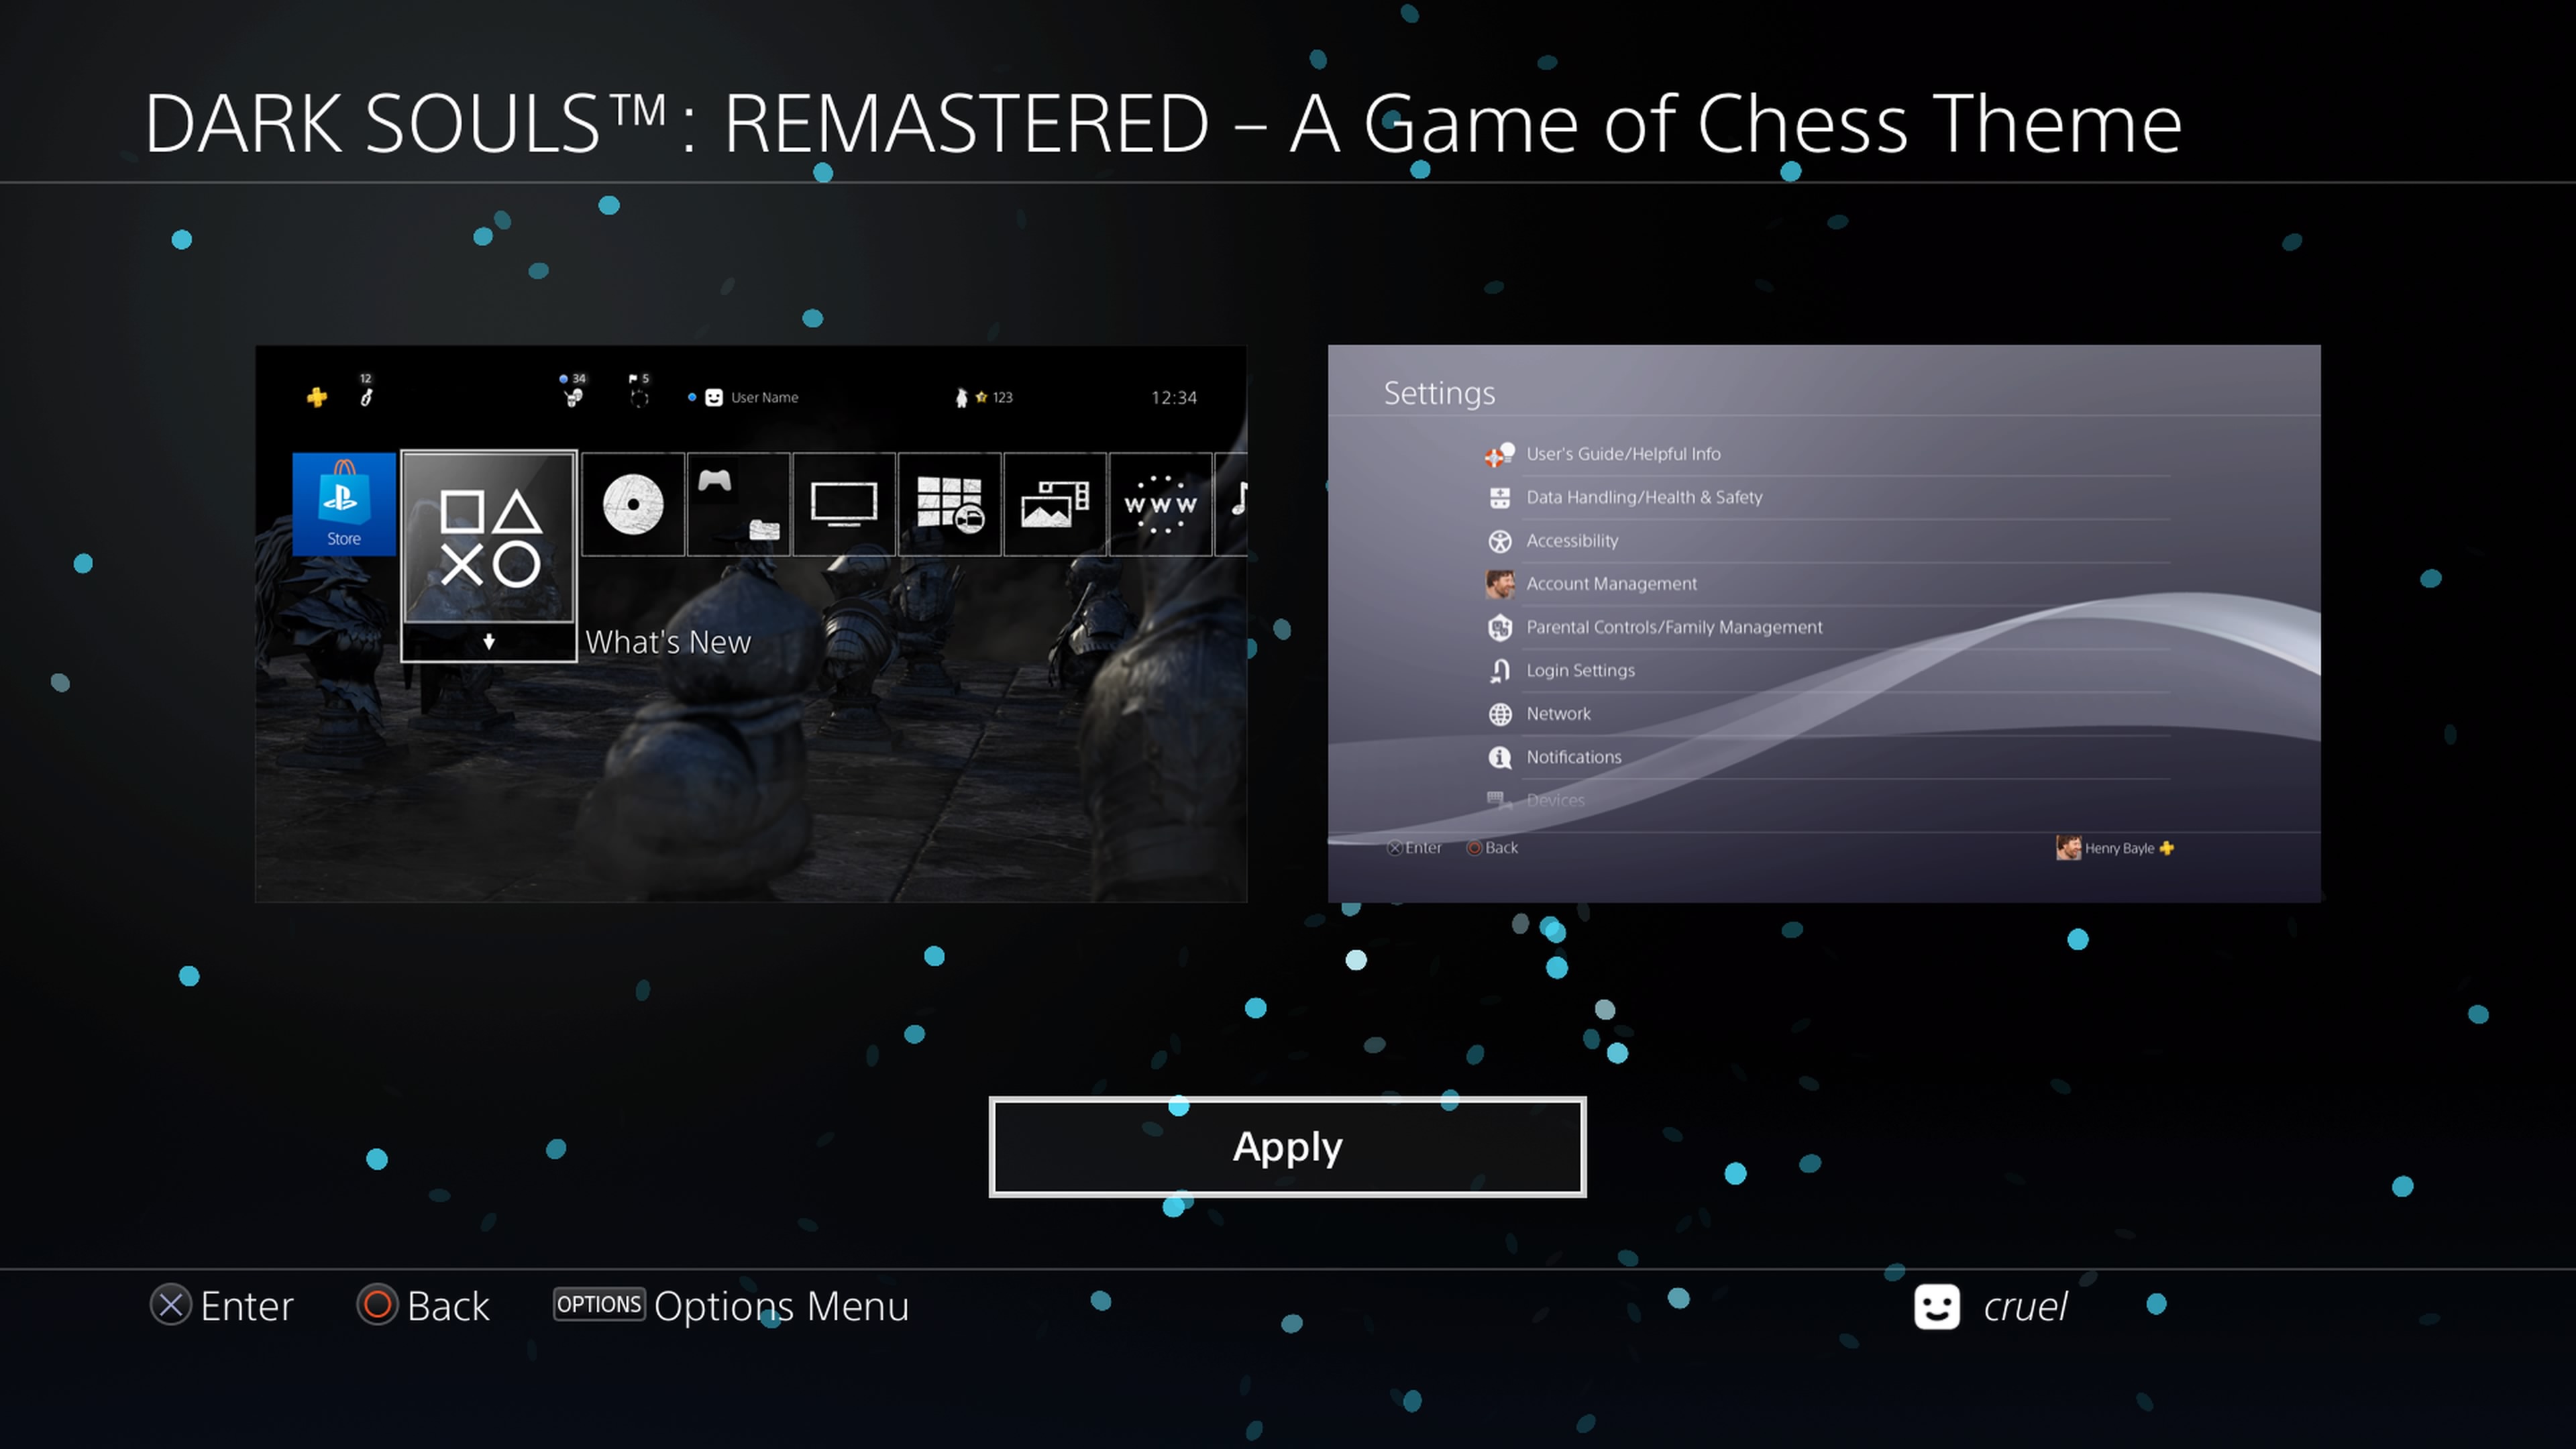 DARK SOULS™: REMASTERED – A Game of Chess Theme
12
34
5
User Name
123
12:34
Store
WWW
What's New
Settings
User's Guide/Helpful Info
Data Handling/Health & Safety
Accessibility
Account Management
Parental Controls/Family Management
Login Settings
Network
Notifications
Devices
Enter
Back
Henry Bayle
Apply
Enter
Back
OPTIONS Options Menu
cruel